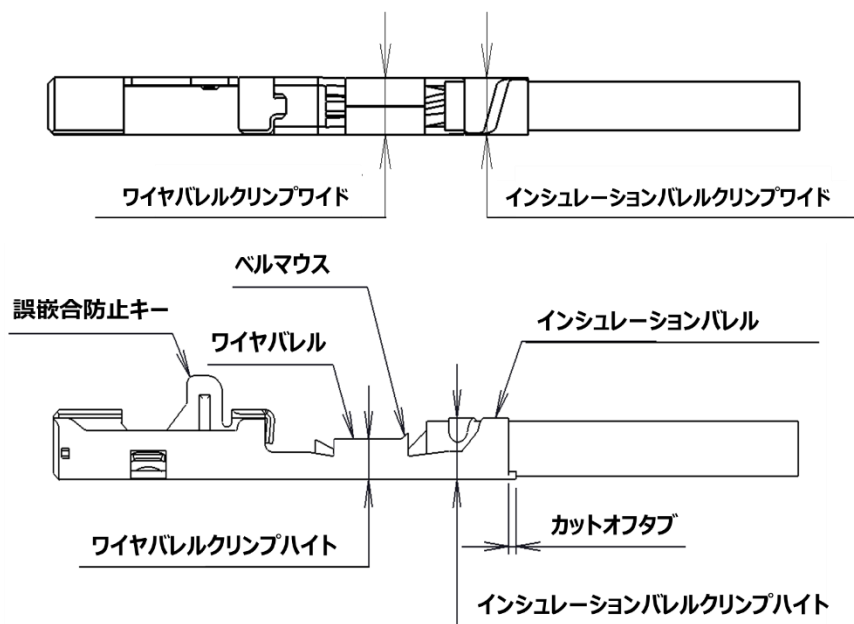 ワイヤバレルクリンプワイド
インシュレーションバレルクリンプワイド
ベルマウス
誤嵌合防止キー
ワイヤバレル
インシュレーションバレル
ワイヤバレルクリンプハイト
カットオフタブ
インシュレーションバレルクリンプハイト